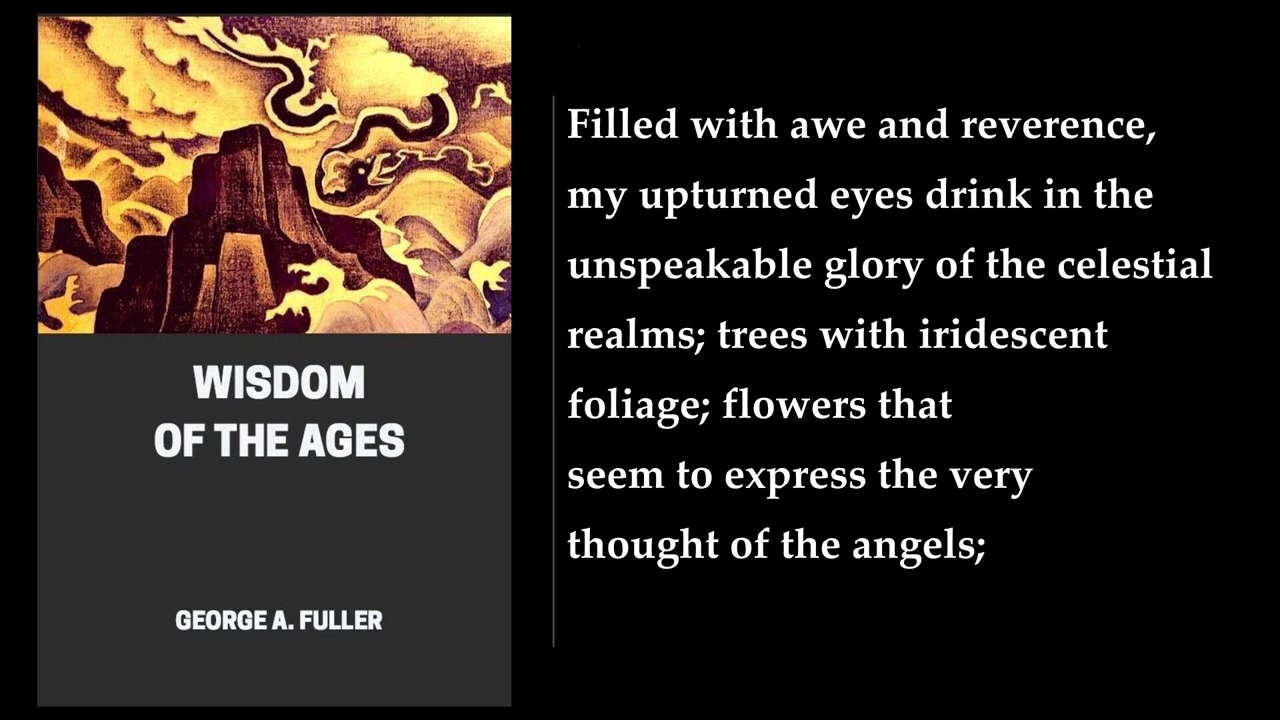 WISDOM
OF THE AGES
GEORGE A. FULLER
Filled with awe and reverence,
my upturned eyes drink in the
unspeakable glory of the celestial
realms; trees with iridescent
foliage; flowers that
seem to express the very
thought of the angels;